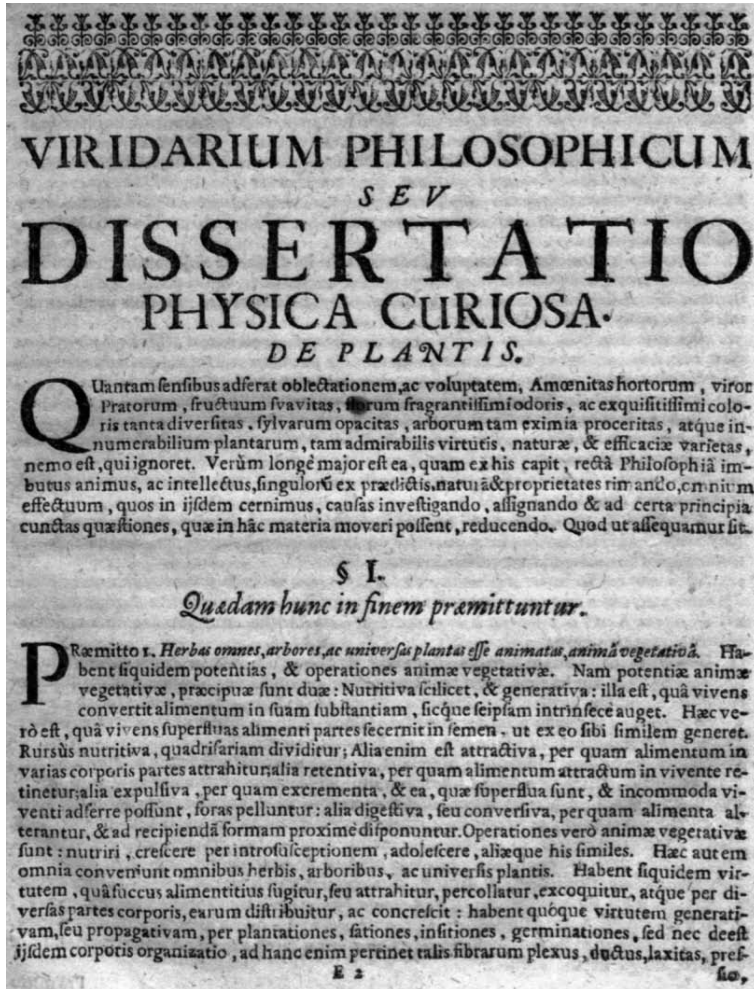 VIRIDARIUM PHILOSOPHICUM
SEV
DISSERTATIO
PHYSICA CURIOSA.
DE PLANTIS.
QUantam ſenſibus adferat oblectationem, ac voluptatem, Amœnitas hortorum, viror
Pratorum, fructuum ſvavitas, florum fragrantiſſimi odoris, ac exquiſitiſſimi colo-
ris tanta diverſitas, ſylvarum opacitas, arborum tam eximia proceritas, atque in-
numerabilium plantarum, tam admirabilis virtutis, naturæ, & efficaciæ varietas,
nemo eſt, qui ignoret. Verùm longè major eſt ea, quam ex his capit, rectâ Philoſophiâ im-
butus animus, ac intellectus, ſingulorũ ex prædictis naturã & proprietates rimando, omnium
effectuum, quos in ijſdem cernimus, cauſas inveſtigando, aſſignando & ad certa principia
cunctas quæſtiones, quæ in hâc materia moveri poſſent, reducendo. Quod ut aſſequamur ſit.
§ I.
Quædam hunc in finem præmittuntur.
PRæmitto 1. Herbas omnes, arbores, ac univerſas plantas eſſe animatas, animâ vegetativâ. Ha-
bent ſiquidem potentias, & operationes animæ vegetativæ. Nam potentiæ animæ
vegetativæ, præcipuæ ſunt duæ: Nutritiva ſcilicet, & generativa: illa eſt, quâ vivens
convertit alimentum in ſuam ſubſtantiam, ſicque ſeipſam intrinſecè auget. Hæc ve-
rò eſt, quâ vivens ſuperfluas alimenti partes ſecernit in ſemen, ut ex eo ſibi ſimilem generet.
Rurſùs nutritiva, quadrifariam dividitur; Alia enim eſt attractiva, per quam alimentum in
varias corporis partes attrahitur; alia retentiva, per quam alimentum attractum in vivente re-
tinetur; alia expulſiva, per quam excrementa, & ea, quæ ſuperflua ſunt, & incommoda vi-
venti adferre poſſunt, foras pelluntur: alia digeſtiva, ſeu converſiva, per quam alimenta al-
terantur, & ad recipiendã formam proximè diſponuntur. Operationes verò animæ vegetativæ
ſunt: nutriri, creſcere per introſuſceptionem, adoleſcere, aliæque his ſimiles. Hæc autem
omnia conveniunt omnibus herbis, arboribus, ac univerſis plantis. Habent ſiquidem vir-
tutem, quâ ſuccus alimentitius ſugitur, ſeu attrahitur, percollatur, excoquitur, atque per di-
verſas partes corporis, earum diſtribuitur, ac concreſcit: habent quòque virtutem generati-
vam, ſeu propagativam, per plantationes, ſationes, inſitiones, germinationes, ſed nec deeſt
ijſdem corporis organizatio, ad hanc enim pertinet talis fibrarum plexus, ductus, laxitas, preſ-
E 2 ſio,